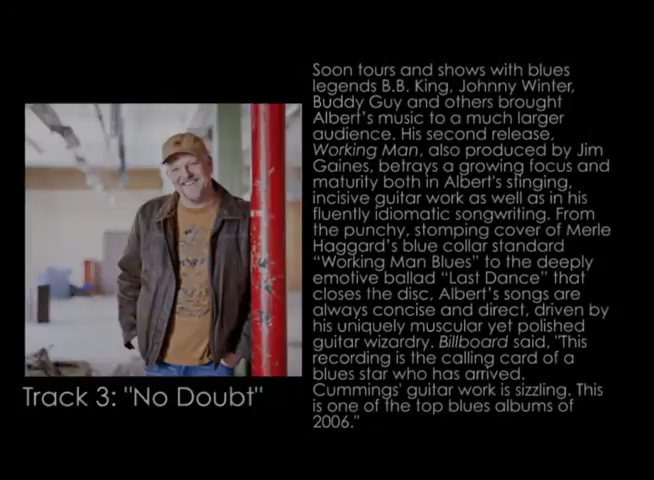 Soon tours and shows with blues
legends B.B. King, Johnny Winter,
Buddy Guy and others brought
Albert's music to a much larger
audience. His second release,
Working Man, also produced by Jim
Gaines, betrays a growing focus and
maturity both in Albert's stinging,
incisive guitar work as well as in his
fluently idiomatic songwriting. From
the punchy, stomping cover of Merle
Haggard's blue collar standard
"Working Man Blues" to the deeply
emotive ballad "Last Dance" that
closes the disc, Albert's songs are
always concise and direct, driven by
his uniquely muscular yet polished
guitar wizardry. Billboard said, "This
recording is the calling card of a
blues star who has arrived.
Cummings' guitar work is sizzling. This
is one of the top blues albums of
2006."
Track 3: "No Doubt"